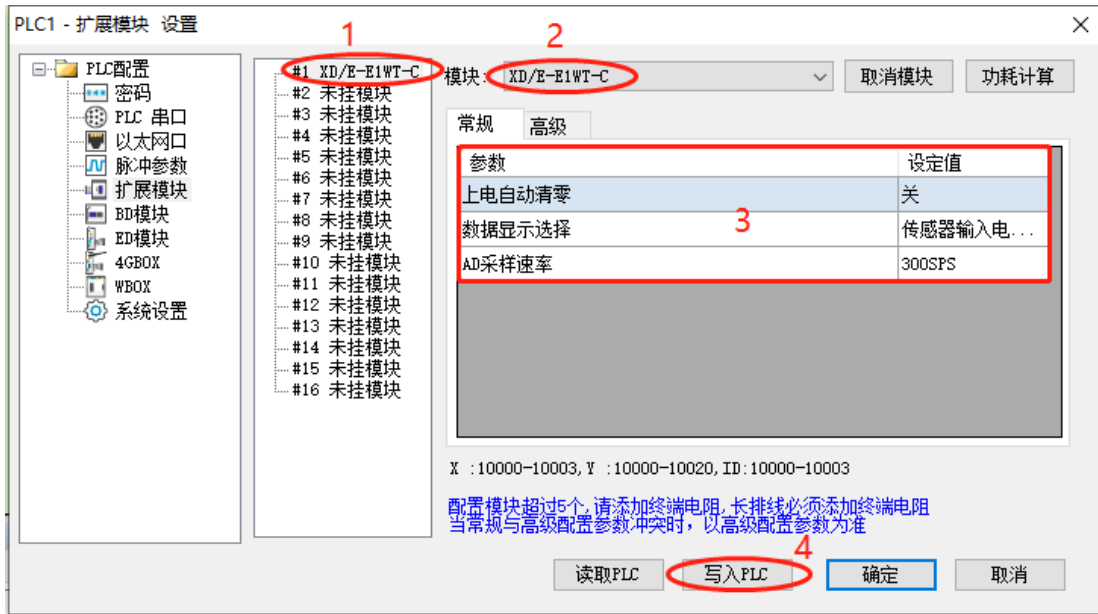 PLC1 - 扩展模块 设置
1
2
PLC配置
密码
PLC 串口
以太网口
脉冲参数
扩展模块
BD模块
ED模块
4GBOX
WBOX
系统设置
#1 XD/E-E1WT-C
#2 未挂模块
#3 未挂模块
#4 未挂模块
#5 未挂模块
#6 未挂模块
#7 未挂模块
#8 未挂模块
#9 未挂模块
#10 未挂模块
#11 未挂模块
#12 未挂模块
#13 未挂模块
#14 未挂模块
#15 未挂模块
#16 未挂模块
模块: XD/E-E1WT-C 取消模块 功耗计算
常规 高级
参数 设定值
上电自动清零 关
数据显示选择 3 传感器输入电...
AD采样速率 300SPS
X :10000-10003,Y :10000-10020,ID:10000-10003
配置模块超过5个,请添加终端电阻,长排线必须添加终端电阻
当常规与高级配置参数冲突时，以高级配置参数为准
4
读取PLC 写入PLC 确定 取消